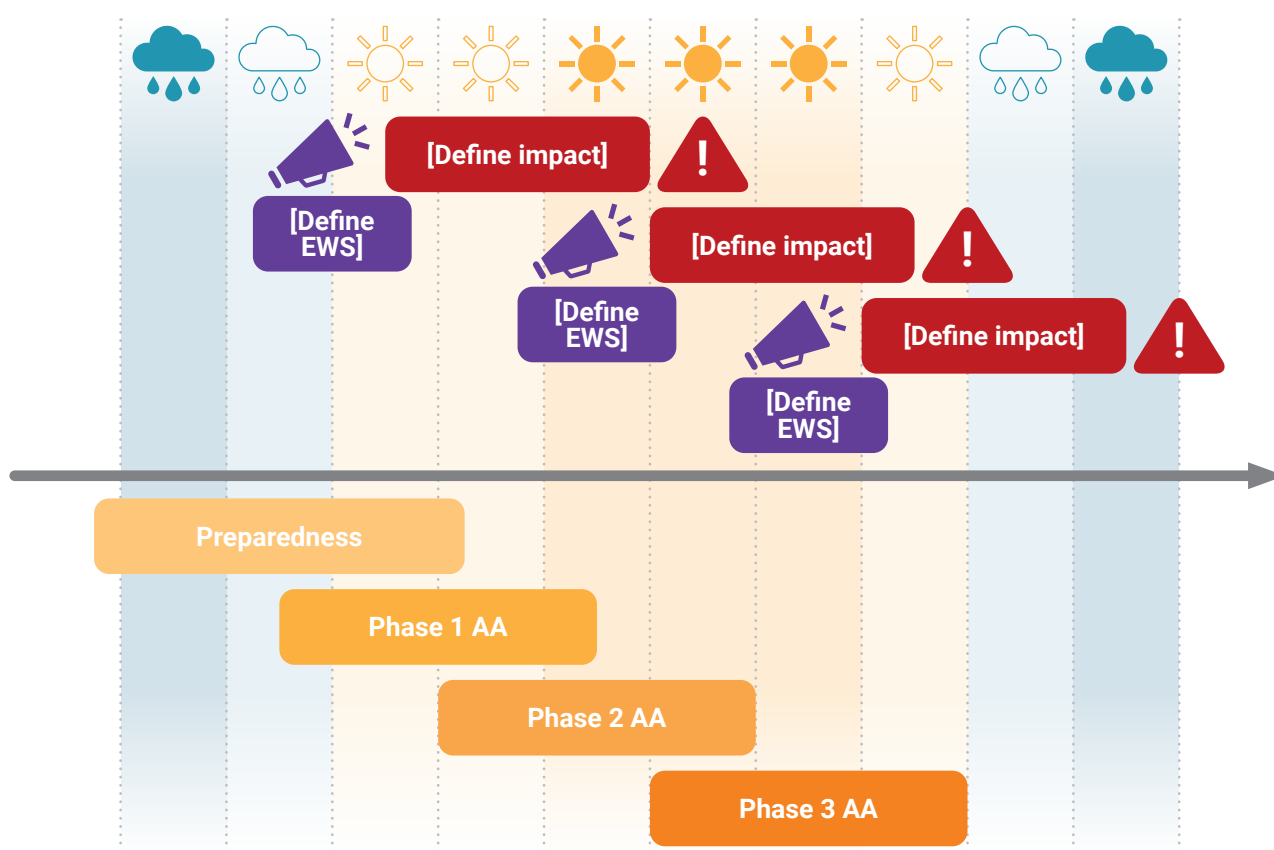 [Define impact]
!
[Define
EWS]
[Define impact]
!
[Define
EWS]
[Define impact]
!
[Define
EWS]
Preparedness
Phase 1 AA
Phase 2 AA
Phase 3 AA